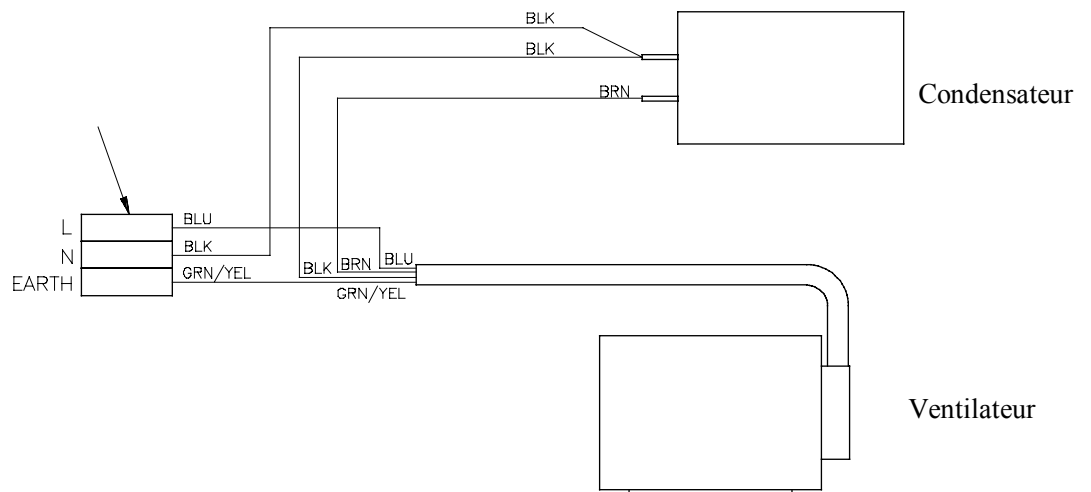 BLK
BLK
BRN
Condensateur
L
BLU
N
BLK
EARTH
GRN/YEL
BLK
BRN
BLU
GRN/YEL
Ventilateur